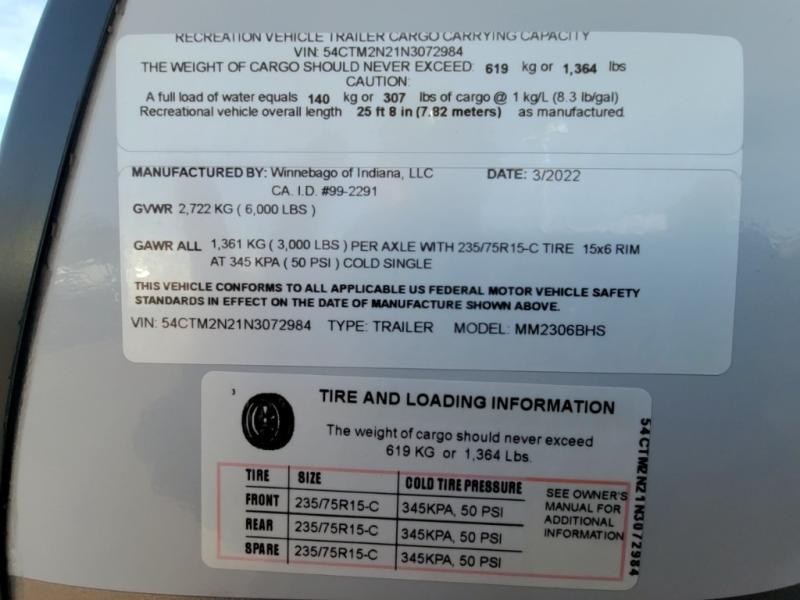 RECREATION VEHICLE TRAILER CARGO CARRYING CAPACITY
VIN: 54CTM2N21N3072984
THE WEIGHT OF CARGO SHOULD NEVER EXCEED: 619 kg or 1,364 lbs
CAUTION:
A full load of water equals 140 kg or 307 lbs of cargo @ 1 kg/L (8.3 lb/gal)
Recreational vehicle overall length 25 ft 8 in (7.82 meters) as manufactured.
MANUFACTURED BY: Winnebago of Indiana, LLC DATE: 3/2022
CA. I.D. #99-2291
GVWR 2,722 KG ( 6,000 LBS )
GAWR ALL 1,361 KG ( 3,000 LBS ) PER AXLE WITH 235/75R15-C TIRE 15x6 RIM
AT 345 KPA ( 50 PSI ) COLD SINGLE
THIS VEHICLE CONFORMS TO ALL APPLICABLE US FEDERAL MOTOR VEHICLE SAFETY
STANDARDS IN EFFECT ON THE DATE OF MANUFACTURE SHOWN ABOVE.
VIN: 54CTM2N21N3072984 TYPE: TRAILER MODEL: MM2306BHS
3
TIRE AND LOADING INFORMATION
The weight of cargo should never exceed
619 KG or 1,364 Lbs.
TIRE SIZE COLD TIRE PRESSURE
FRONT 235/75R15-C 345KPA, 50 PSI
REAR 235/75R15-C 345KPA, 50 PSI
SPARE 235/75R15-C 345KPA, 50 PSI
SEE OWNER'S
MANUAL FOR
ADDITIONAL
INFORMATION
54CTM2N21N3072984